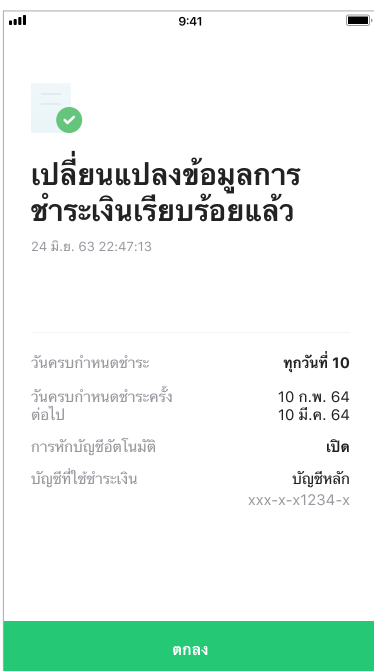 9:41
เปลี่ยนแปลงข้อมูลการ
ชำระเงินเรียบร้อยแล้ว
24 มิ.ย. 63 22:47:13
วันครบกำหนดชำระ ทุกวันที่ 10
วันครบกำหนดชำระครั้ง 10 ก.พ. 64
ต่อไป 10 มี.ค. 64
การหักบัญชีอัตโนมัติ เปิด
บัญชีที่ใช้ชำระเงิน บัญชีหลัก
xxx-x-x1234-x
ตกลง